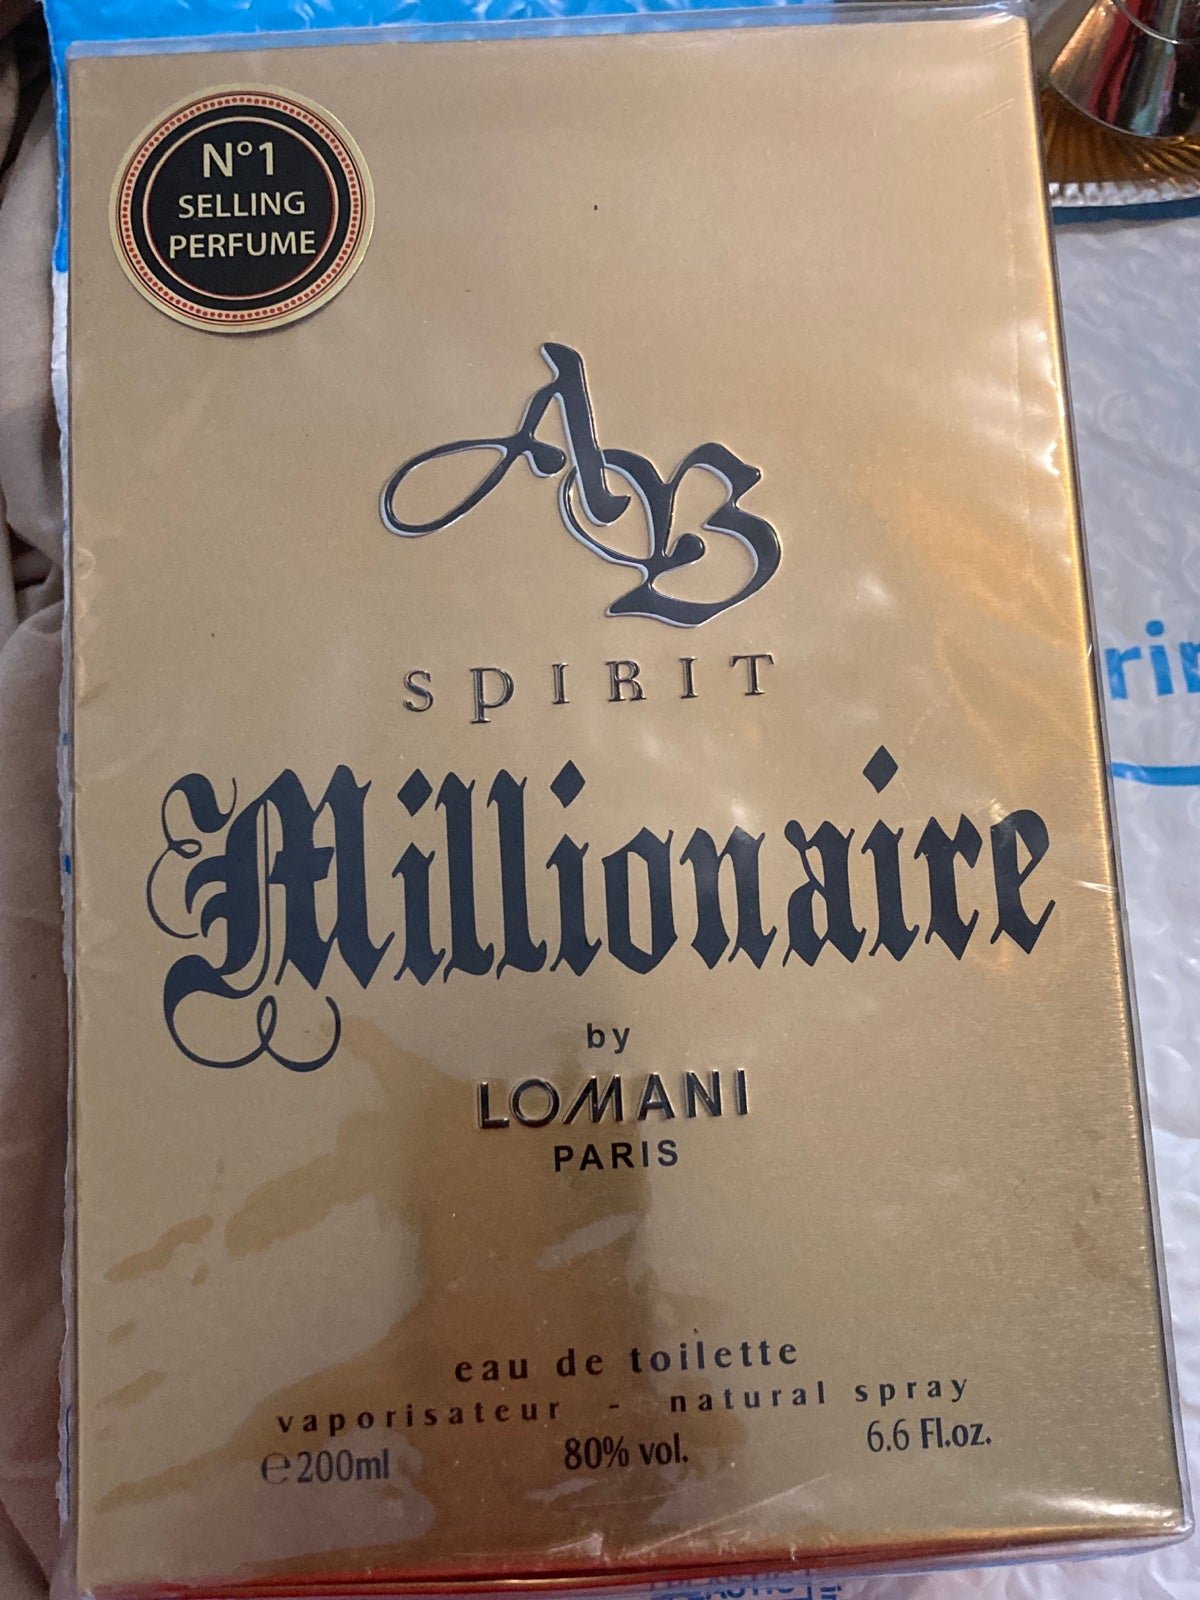 N°1
SELLING
PERFUME
AB
SPIRIT
Millionaire
by
LOMANI
PARIS
eau de toilette
vaporisateur - natural spray
℮200ml 80% vol. 6.6 Fl.oz.